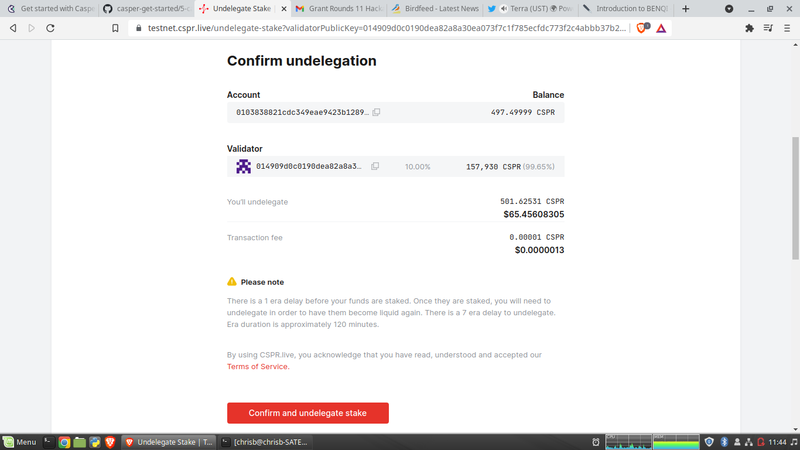 Get started with Casp
casper-get-started/5-c
Undelegate Stake | T
Grant Rounds 11 Hacka
Birdfeed - Latest News
Terra (UST) Pow
Introduction to BENQ
testnet.cspr.live/undelegate-stake?validatorPublicKey=014909d0c0190dea82a8a30ea073f7c1f785ecfdc773f2c4abbb37b2...
Confirm undelegation
Account Balance
0103838821cdc349eae9423b1289... 497.49999 CSPR
Validator
014909d0c0190dea82a8a3... 10.00% 157,930 CSPR (99.65%)
You'll undelegate 501.62531 CSPR
$65.45608305
Transaction fee 0.00001 CSPR
$0.0000013
Please note
There is a 1 era delay before your funds are staked. Once they are staked, you will need to
undelegate in order to have them become liquid again. There is a 7 era delay to undelegate.
Era duration is approximately 120 minutes.
By using CSPR.live, you acknowledge that you have read, understood and accepted our
Terms of Service.
Confirm and undelegate stake
Menu
Undelegate Stake | T...
[chrisb@chrisb-SATE...
CPU
11:44